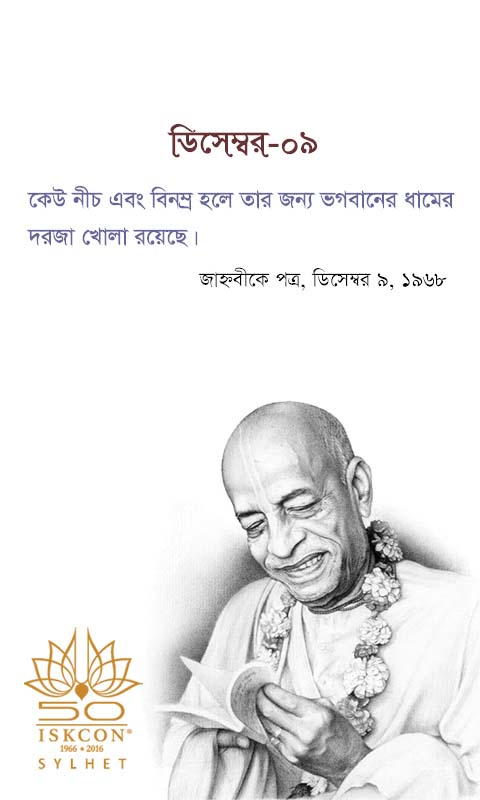 ডিসেম্বর-০৯
কেউ নীচ এবং বিনম্র হলে তার জন্য ভগবানের ধামের
দরজা খোলা রয়েছে।
জাহ্নবীকে পত্র, ডিসেম্বর ৯, ১৯৬৮
50
ISKCON®
1966 • 2016
SYLHET